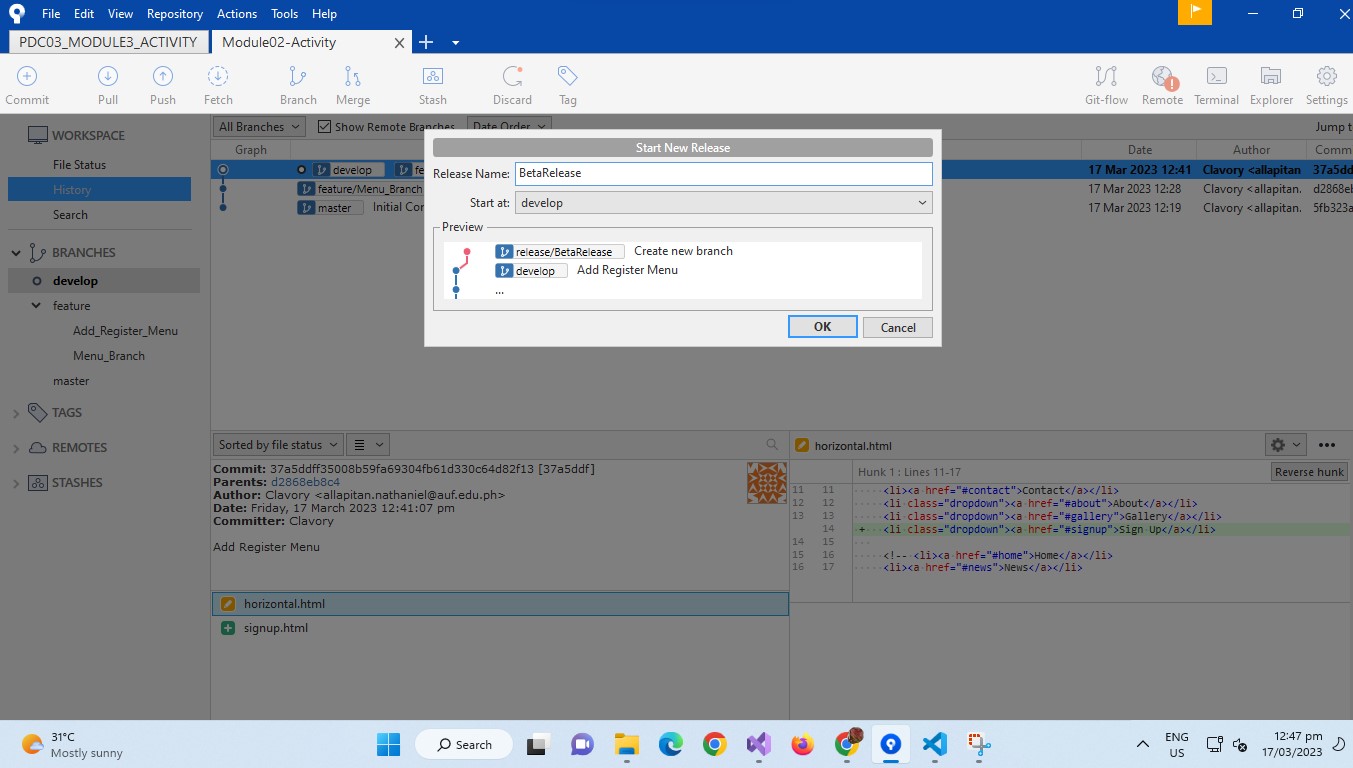 File Edit View Repository Actions Tools Help
PDC03_MODULE3_ACTIVITY Module02-Activity
Commit Pull Push Fetch Branch Merge Stash Discard Tag Git-flow Remote Terminal Explorer Settings
WORKSPACE
File Status
History
Search
BRANCHES
develop
feature
Add_Register_Menu
Menu_Branch
master
TAGS
REMOTES
STASHES
All Branches Show Remote Branches Date Order Jump t
Graph Date Author Comm
develop fe 17 Mar 2023 12:41 Clavory <allapitan 37a5dd
feature/Menu_Branch 17 Mar 2023 12:28 Clavory <allapitan. d2868eb
master Initial Cor 17 Mar 2023 12:19 Clavory <allapitan. 5fb323a
Start New Release
Release Name: BetaRelease
Start at: develop
Preview
release/BetaRelease Create new branch
develop Add Register Menu
...
OK Cancel
Sorted by file status
Commit: 37a5ddff35008b59fa69304fb61d330c64d82f13 [37a5ddf]
Parents: d2868eb8c4
Author: Clavory <allapitan.nathaniel@auf.edu.ph>
Date: Friday, 17 March 2023 12:41:07 pm
Committer: Clavory
Add Register Menu
horizontal.html
signup.html
horizontal.html
Hunk 1 : Lines 11-17 Reverse hunk
11 11 <li><a href="#contact">Contact</a></li>
12 12 <li class="dropdown"><a href="#about">About</a></li>
13 13 <li class="dropdown"><a href="#gallery">Gallery</a></li>
14 + <li class="dropdown"><a href="#signup">Sign Up</a></li>
14 15
15 16 <!-- <li><a href="#home">Home</a></li>
16 17 <li><a href="#news">News</a></li>
31°C
Mostly sunny
Search
ENG
US
12:47 pm
17/03/2023